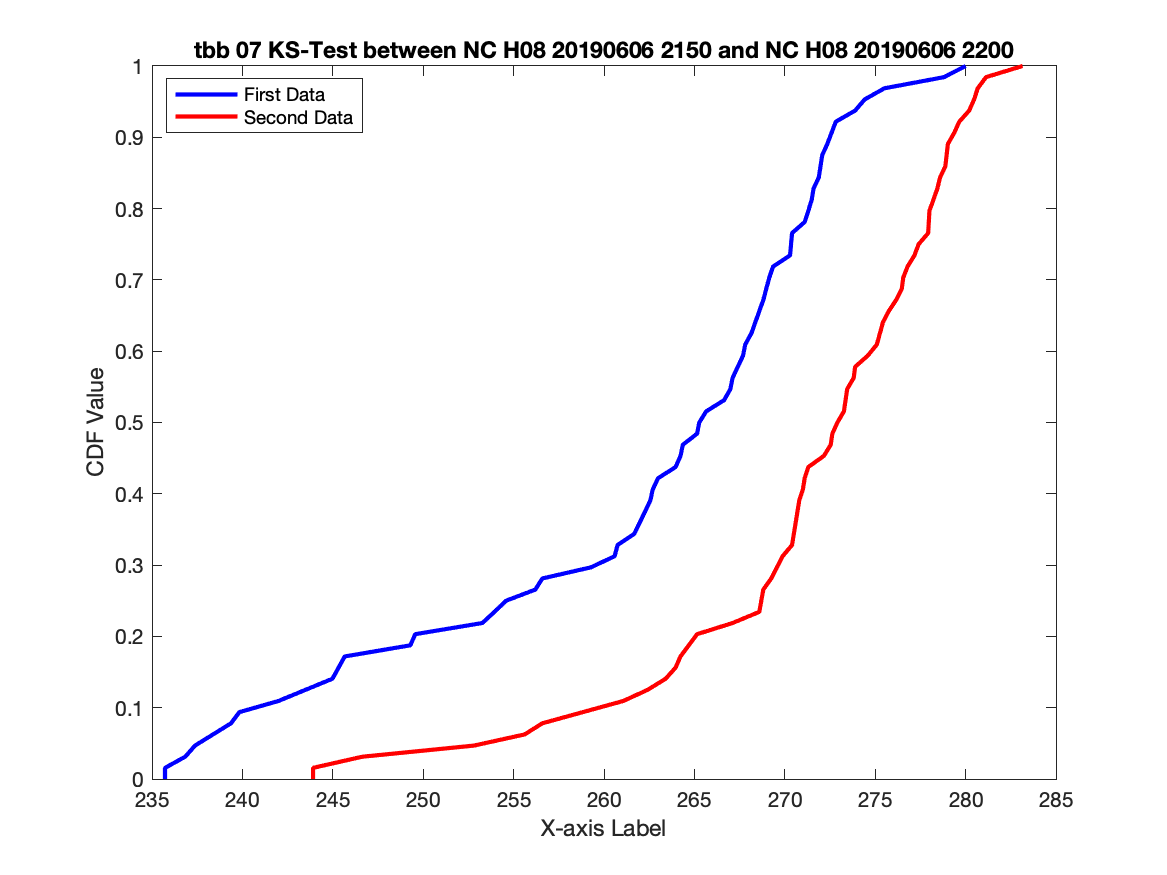 tbb 07 KS-Test between NC H08 20190606 2150 and NC H08 20190606 2200
First Data
Second Data
CDF Value
1
0.9
0.8
0.7
0.6
0.5
0.4
0.3
0.2
0.1
0
235 240 245 250 255 260 265 270 275 280 285
X-axis Label